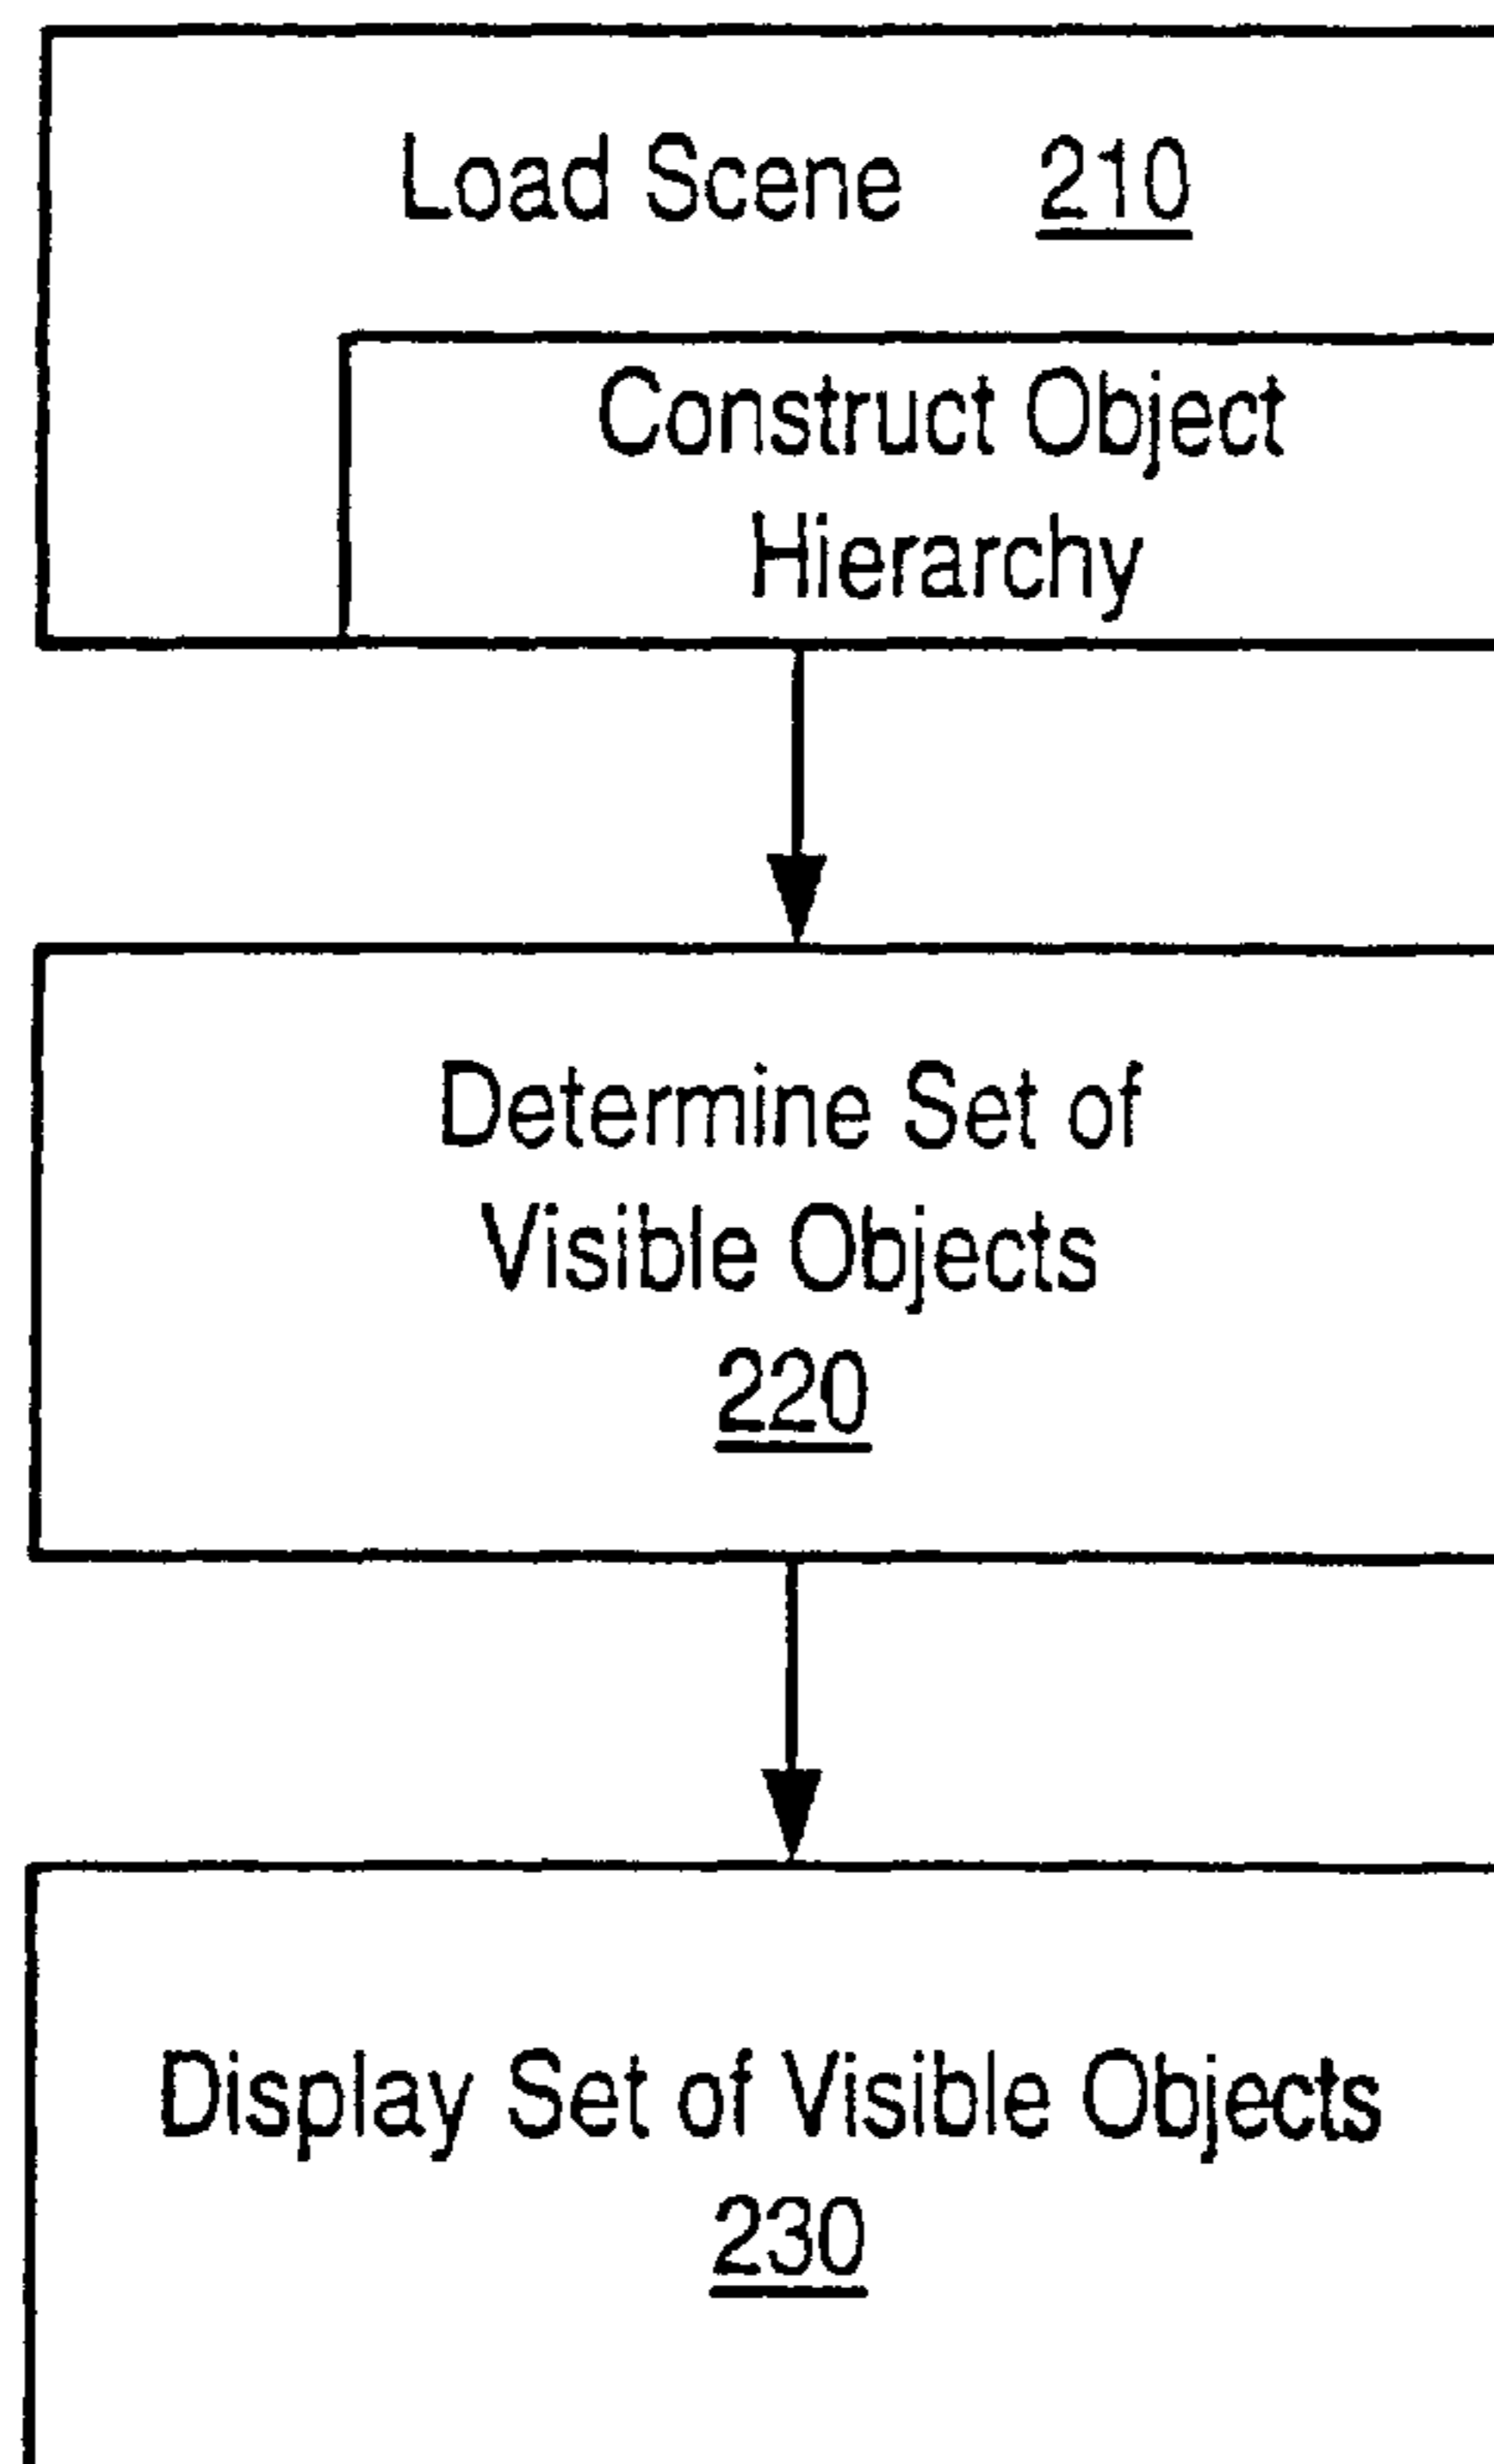 Load Scene 210
Construct Object
Hierarchy
Determine Set of
Visible Objects
220
Display Set of Visible Objects
230